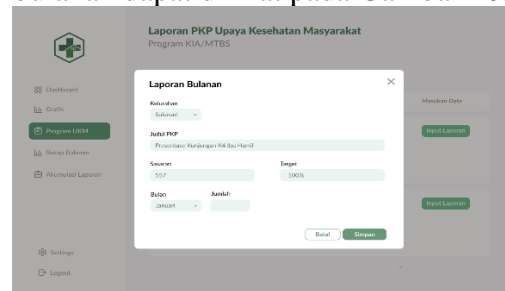 Laporan PKP Upaya Kesehatan Masyarakat
Program KIA/MTBS
Dashboard
Grafik
Program UKM
Rekap Bulanan
Akumulasi Laporan
Settings
Logout
Masukan Data
Input Laporan
Input Laporan
Laporan Bulanan
Kelurahan
Sukasari
Judul PKP
Presentase Kunjungan K4 Ibu Hamil
Sasaran
Target
557
100%
Bulan
Jumlah
Januari
Batal
Simpan